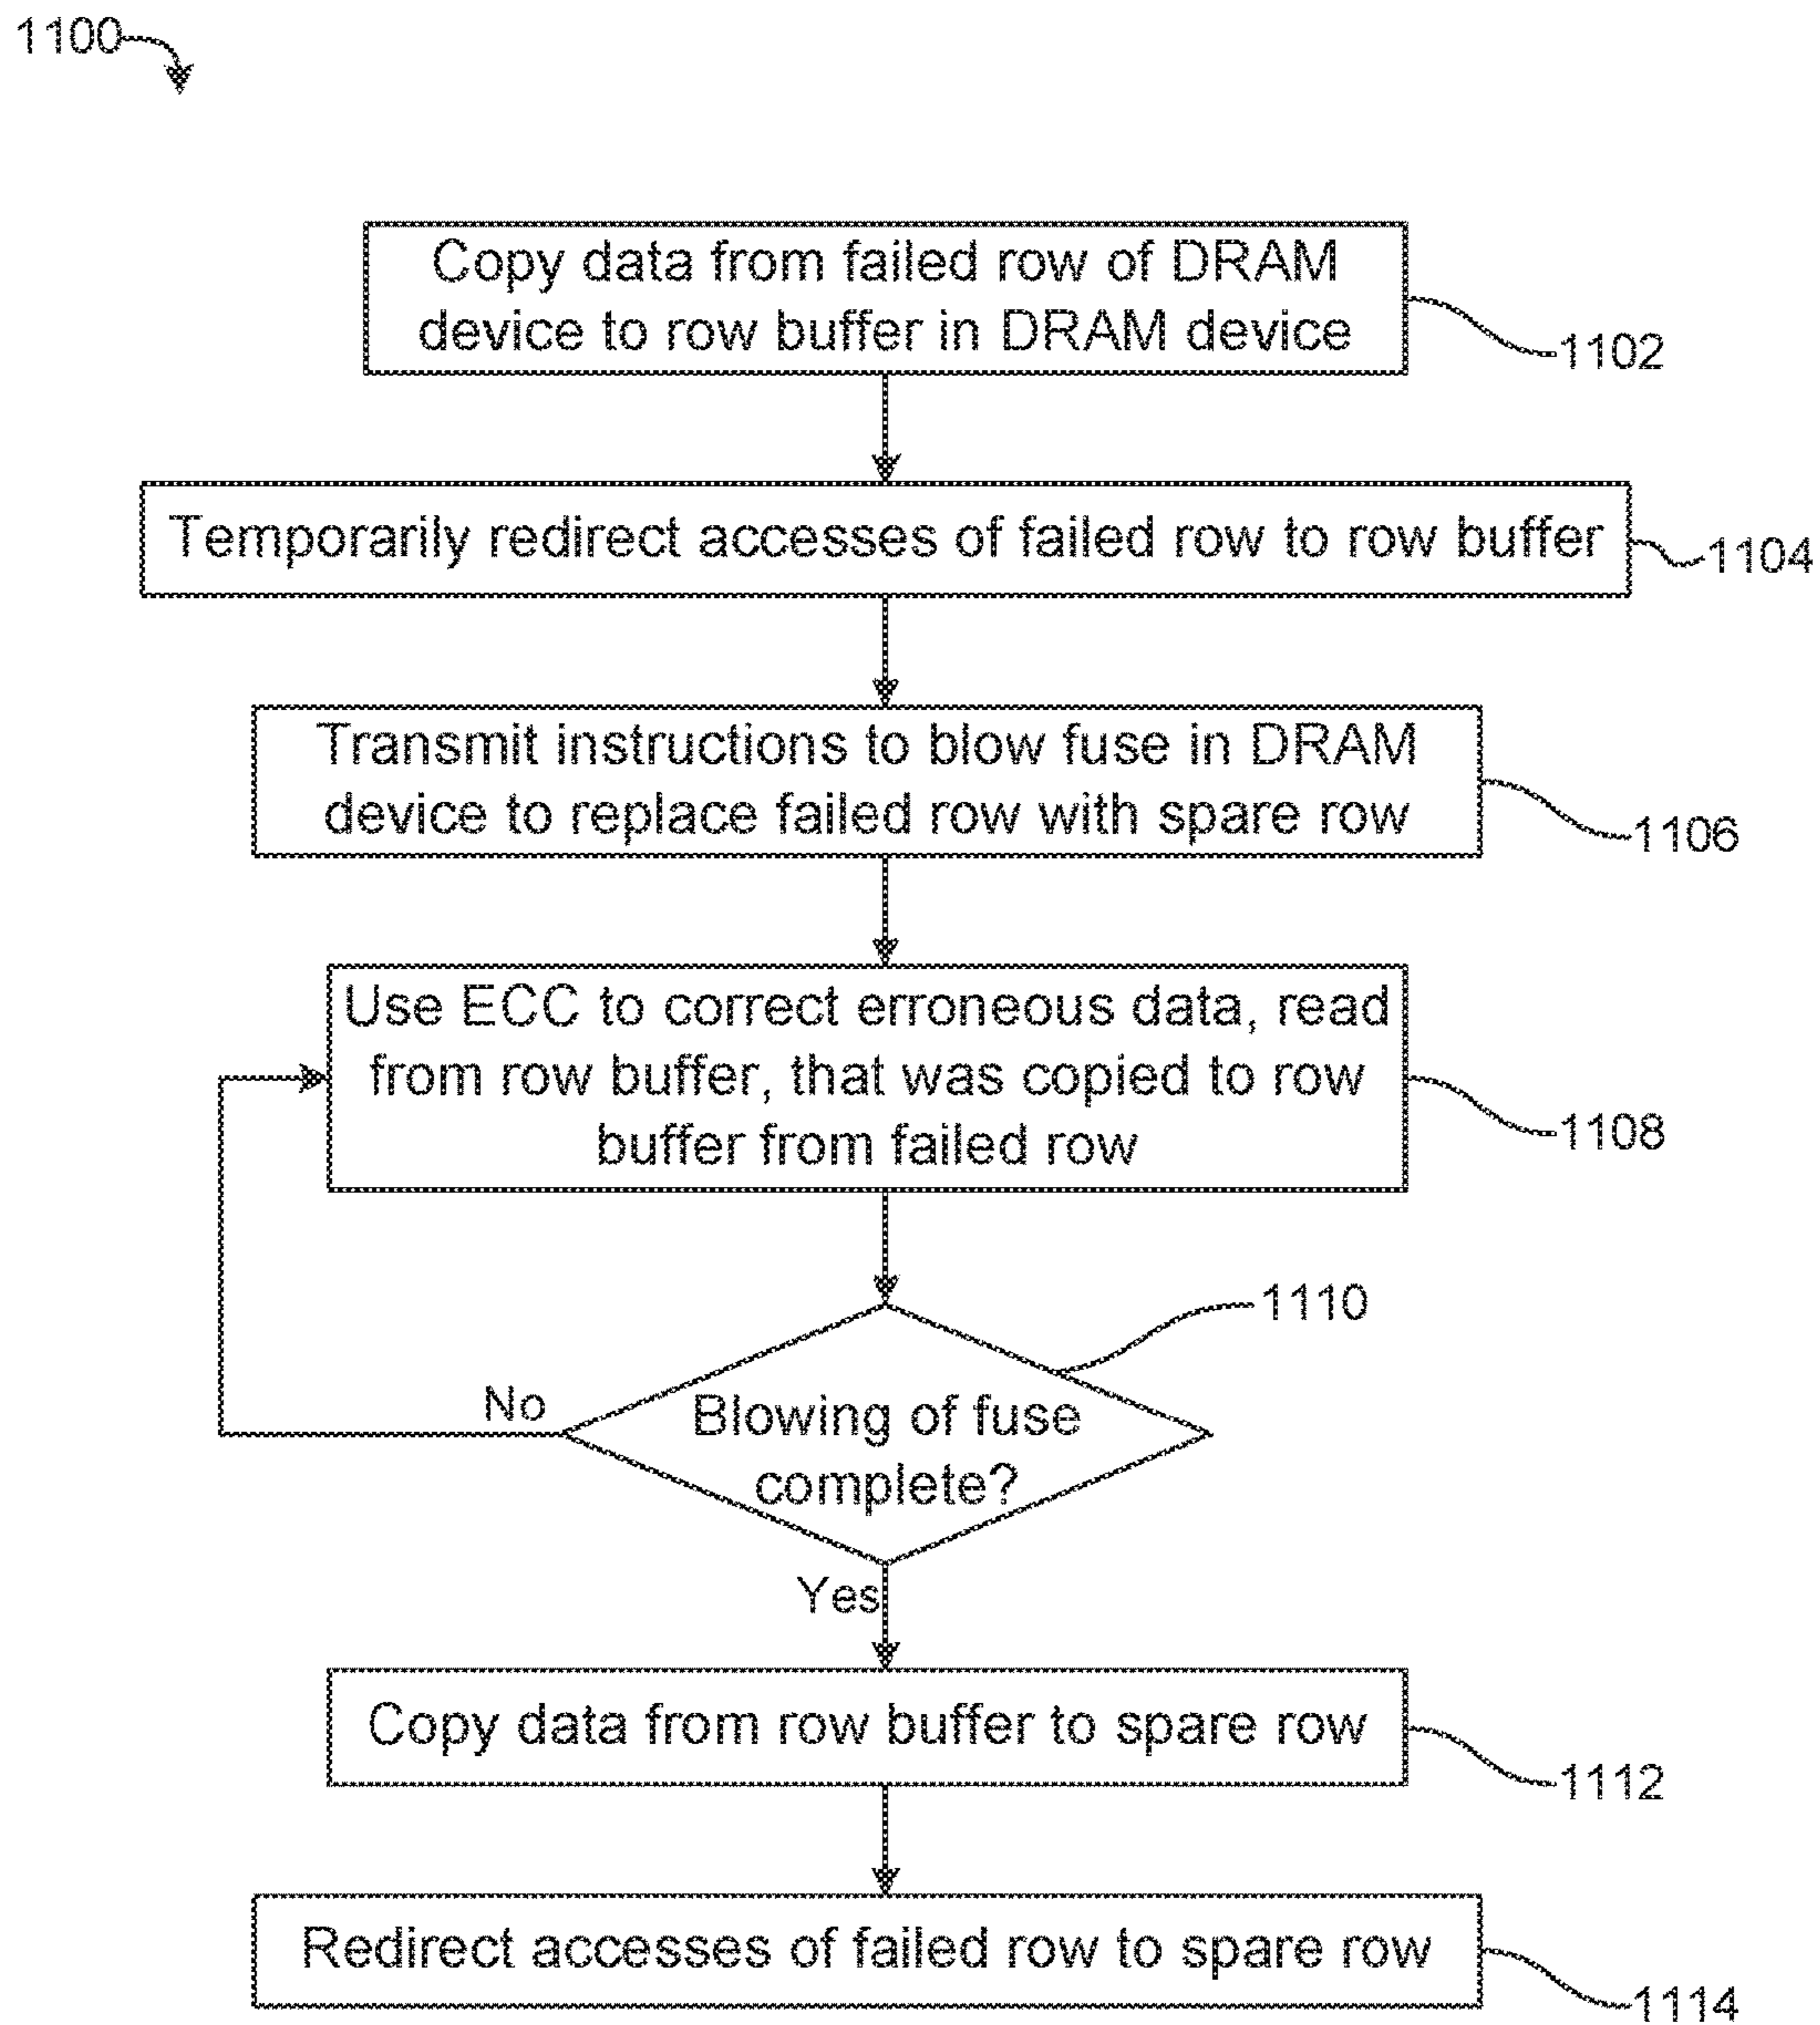 1100
Copy data from failed row of DRAM
device to row buffer in DRAM device
1102
Temporarily redirect accesses of failed row to row buffer
1104
Transmit instructions to blow fuse in DRAM
device to replace failed row with spare row
1106
Use ECC to correct erroneous data, read
from row buffer, that was copied to row
buffer from failed row
1108
1110
Blowing of fuse
complete?
No
Yes
Copy data from row buffer to spare row
1112
Redirect accesses of failed row to spare row
1114